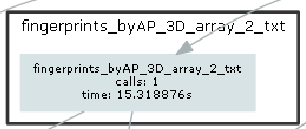 fingerprints_byAP_3D_array_2_txt
fingerprints_byAP_3D_array_2_txt
calls: 1
time: 15.318876s